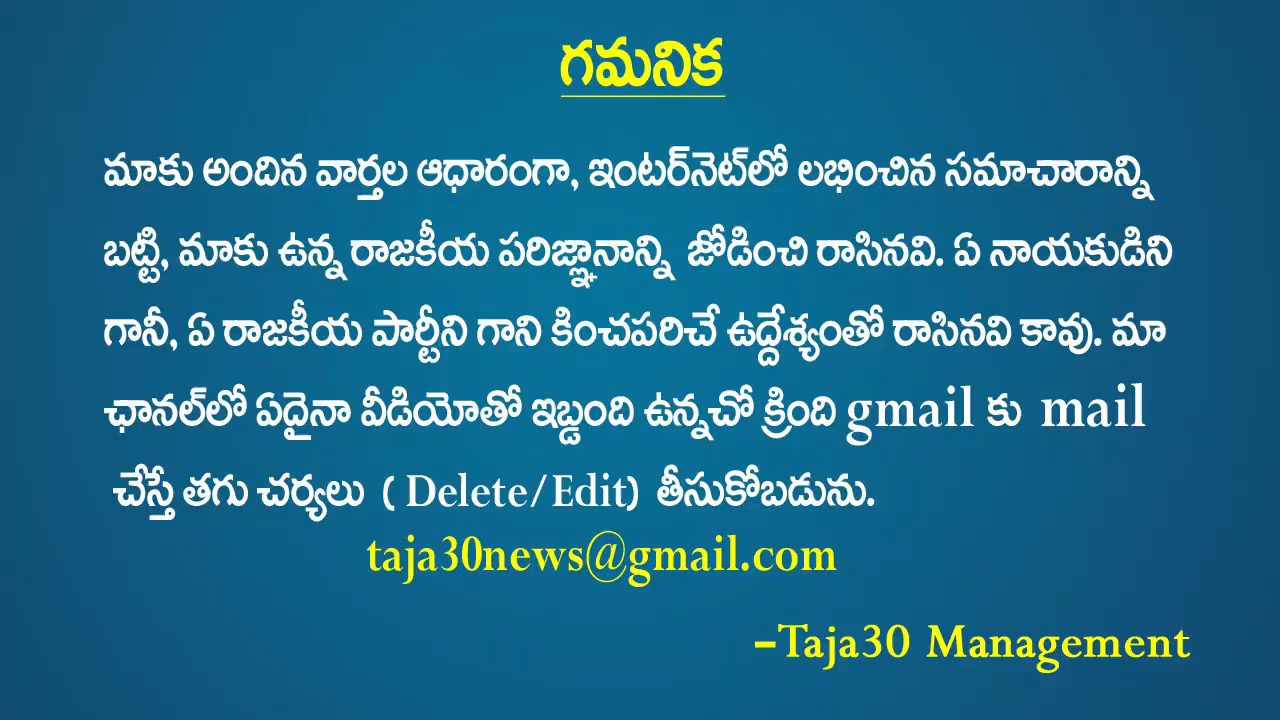 గమనిక
మాకు అందిన వార్తల ఆధారంగా, ఇంటర్‌నెట్‌లో లభించిన సమాచారాన్ని
బట్టి, మాకు ఉన్న రాజకీయ పరిజ్ఞానాన్ని జోడించి రాసినవి. ఏ నాయకుడిని
గానీ, ఏ రాజకీయ పార్టీని గాని కించపరిచే ఉద్దేశ్యంతో రాసినవి కావు. మా
ఛానల్‌లో ఏదైనా వీడియోతో ఇబ్డంది ఉన్నచో క్రింది gmail కు mail
చేస్తే తగు చర్యలు ( Delete/Edit) తీసుకోబడును.
taja30news@gmail.com
-Taja30 Management